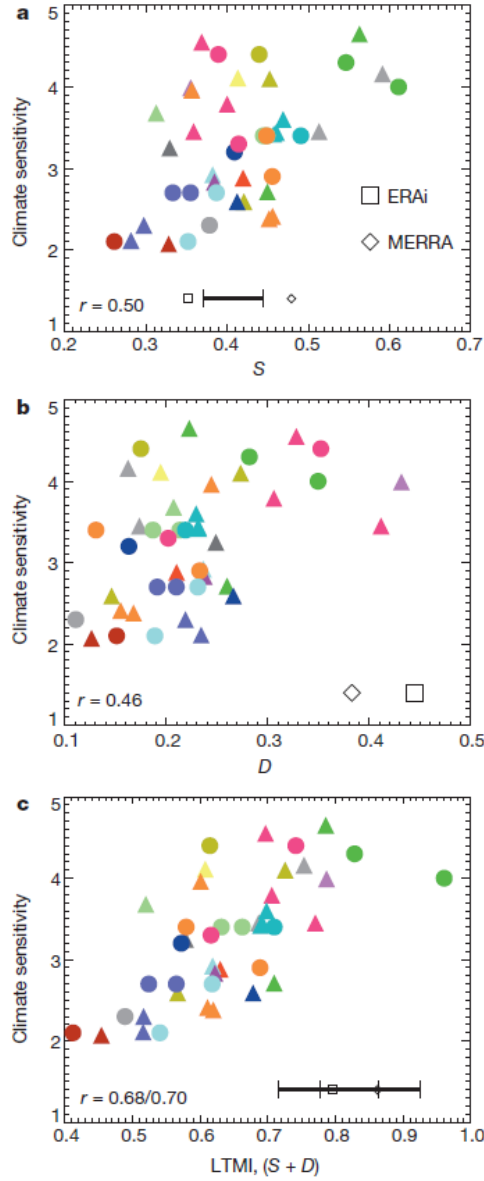 a
5
4
3
2
1
Climate sensitivity
ERAi
MERRA
r = 0.50
0.2 0.3 0.4 0.5 0.6 0.7
S
b
5
4
3
2
1
Climate sensitivity
r = 0.46
0.1 0.2 0.3 0.4 0.5
D
c
5
4
3
2
1
Climate sensitivity
r = 0.68/0.70
0.4 0.5 0.6 0.7 0.8 0.9 1.0
LTMI, (S + D)